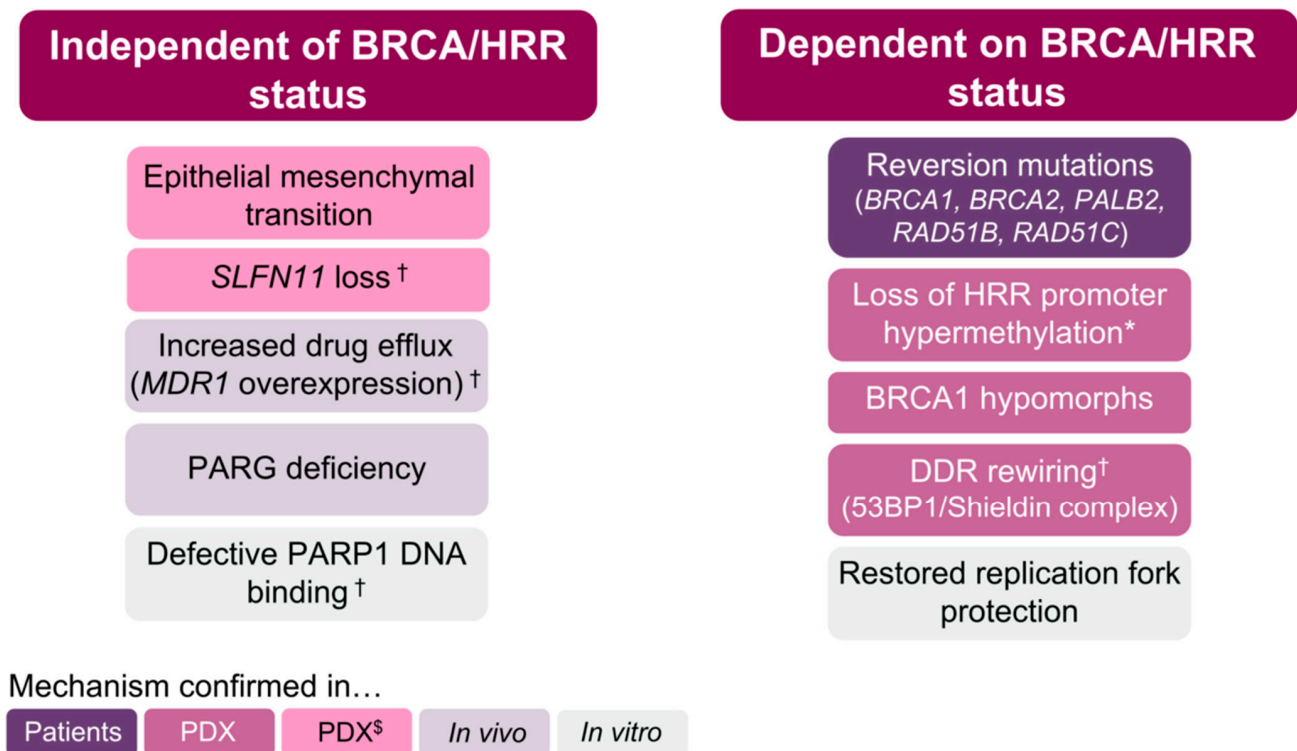 Independent of BRCA/HRR
status
Epithelial mesenchymal
transition
SLFN11 loss †
Increased drug efflux
(MDR1 overexpression) †
PARG deficiency
Defective PARP1 DNA
binding †
Dependent on BRCA/HRR
status
Reversion mutations
(BRCA1, BRCA2, PALB2,
RAD51B, RAD51C)
Loss of HRR promoter
hypermethylation*
BRCA1 hypomorphs
DDR rewiring†
(53BP1/Shieldin complex)
Restored replication fork
protection
Mechanism confirmed in…
Patients PDX PDX$ In vivo In vitro